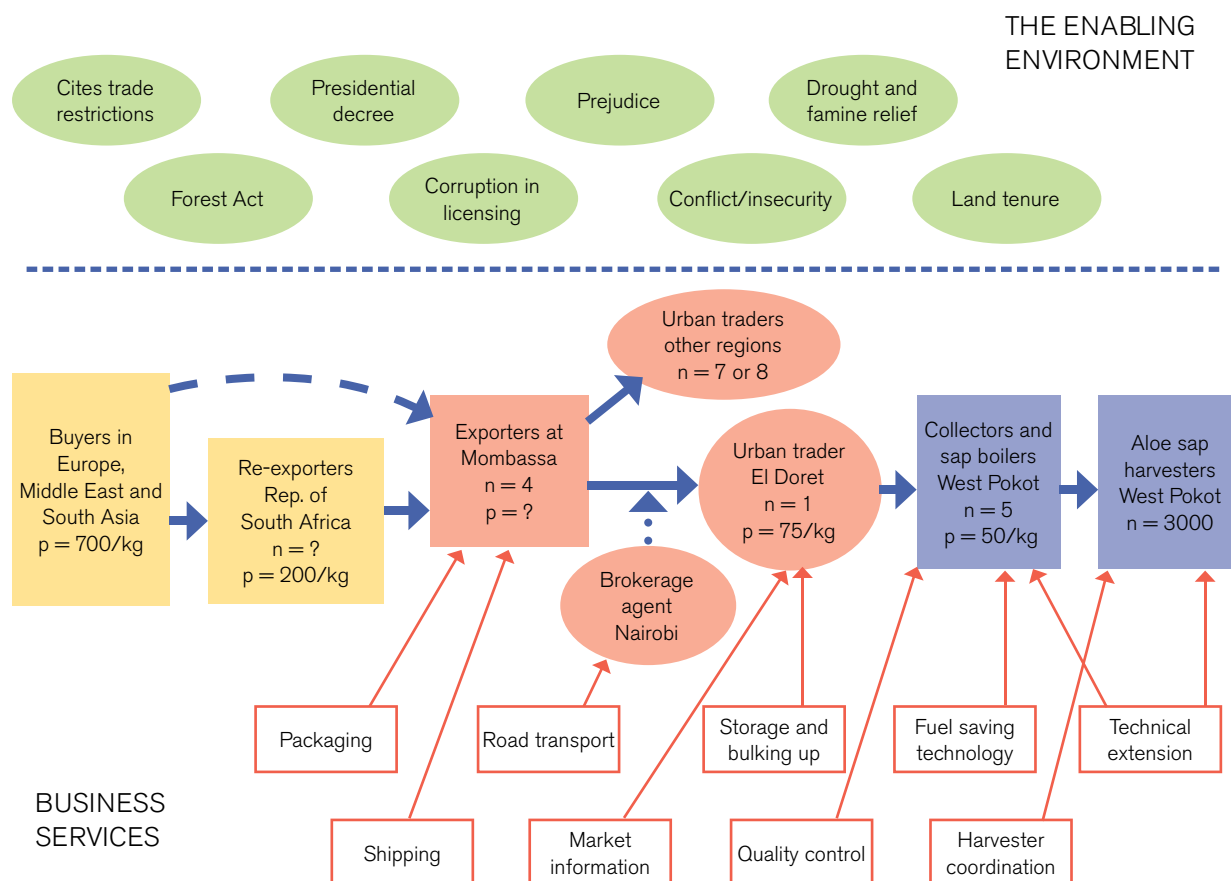 THE ENABLING
ENVIRONMENT
Cites trade
restrictions
Presidential
decree
Prejudice
Drought and
famine relief
Forest Act
Corruption in
licensing
Conflict/insecurity
Land tenure
Urban traders
other regions
n = 7 or 8
Buyers in
Europe,
Middle East and
South Asia
p = 700/kg
Re-exporters
Rep. of
South Africa
n = ?
p = 200/kg
Exporters at
Mombassa
n = 4
p = ?
Urban trader
El Doret
n = 1
p = 75/kg
Collectors and
sap boilers
West Pokot
n = 5
p = 50/kg
Aloe sap
harvesters
West Pokot
n = 3000
Brokerage
agent
Nairobi
Packaging
Road transport
Storage and
bulking up
Fuel saving
technology
Technical
extension
BUSINESS
SERVICES
Shipping
Market
information
Quality control
Harvester
coordination